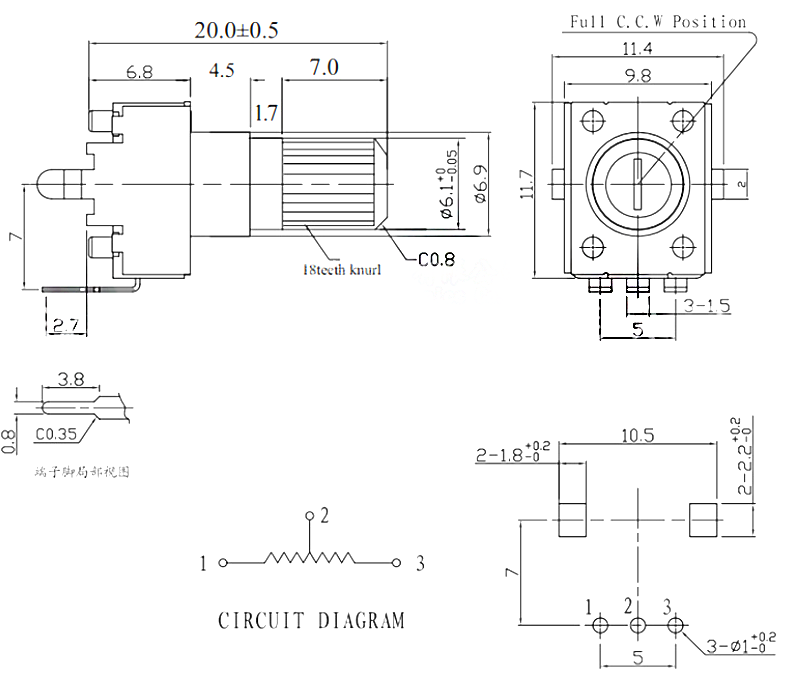 Full C.C.W Position
20.0±0.5
6.8
4.5
7.0
1.7
11.4
9.8
11.7
2
ø6.1+0-0.05
ø6.9
7
C0.8
18teeth knurl
2.7
3-1.5
5
3.8
0.8
C0.35
端子脚局部视图
10.5
2-1.8+0.2-0
2-2.2+0.2-0
7
1
2
3
CIRCUIT DIAGRAM
1 2 3
3-ø1+0.2-0
5